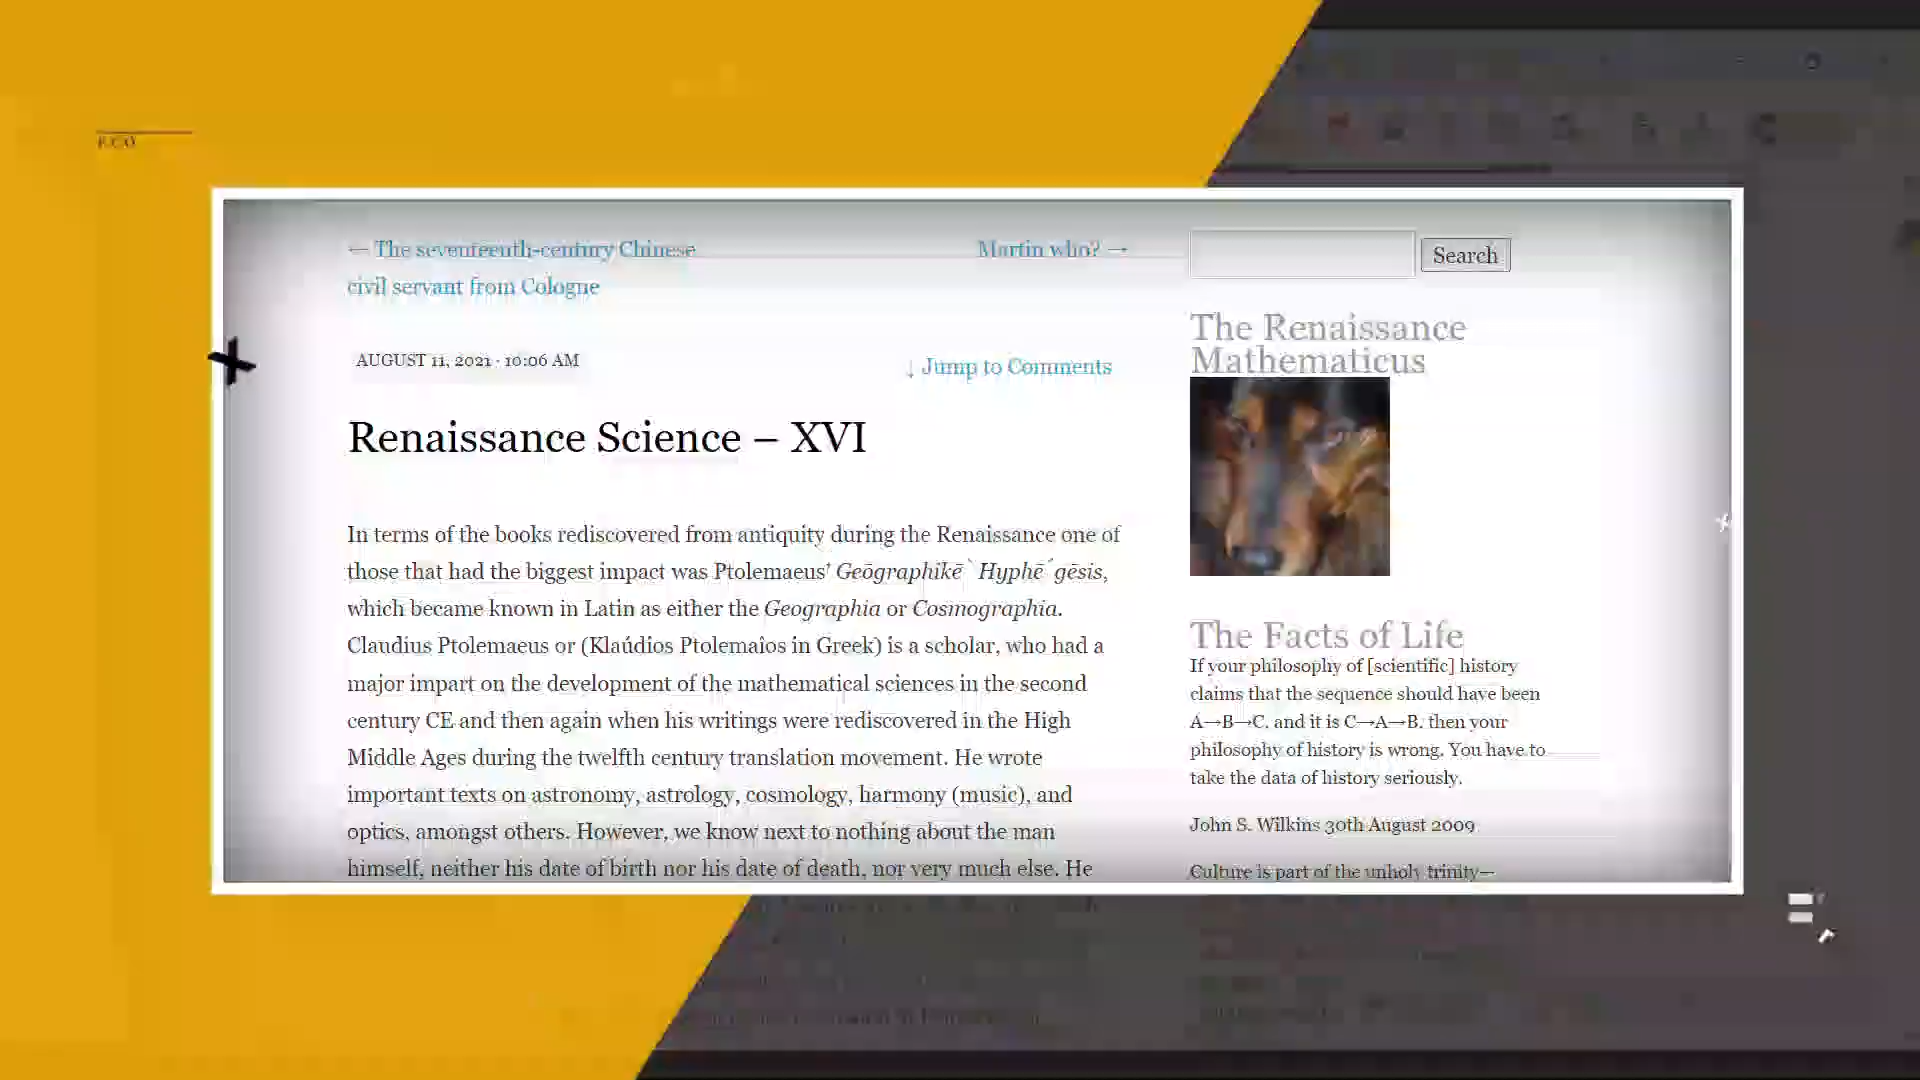 ← The seventeenth-century Chinese
civil servant from Cologne
Martin who? →
AUGUST 11, 2021 · 10:06 AM
↓ Jump to Comments
Renaissance Science – XVI
In terms of the books rediscovered from antiquity during the Renaissance one of
those that had the biggest impact was Ptolemaeus’ Geōgraphikē` Hyphē´gēsis,
which became known in Latin as either the Geographia or Cosmographia.
Claudius Ptolemaeus or (Klaúdios Ptolemaîos in Greek) is a scholar, who had a
major impart on the development of the mathematical sciences in the second
century CE and then again when his writings were rediscovered in the High
Middle Ages during the twelfth century translation movement. He wrote
important texts on astronomy, astrology, cosmology, harmony (music), and
optics, amongst others. However, we know next to nothing about the man
himself, neither his date of birth nor his date of death, nor very much else. He
Search
The Renaissance
Mathematicus
The Facts of Life
If your philosophy of [scientific] history
claims that the sequence should have been
A→B→C. and it is C→A→B. then your
philosophy of history is wrong. You have to
take the data of history seriously.
John S. Wilkins 30th August 2009
Culture is part of the unholy trinity—